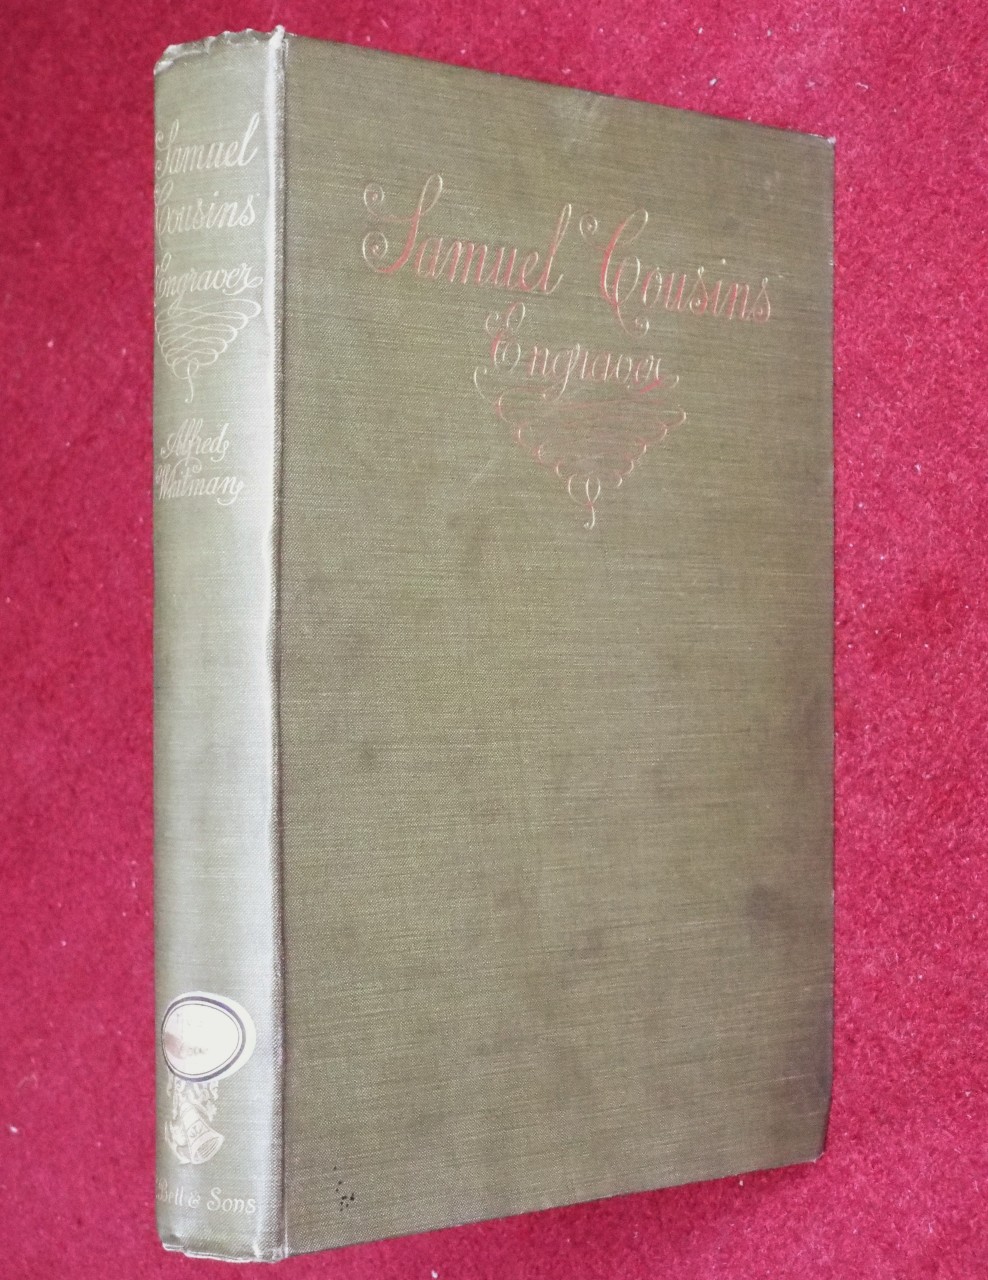 Samuel
Cousins
Engraver
Alfred
Whitman
Bell & Sons
Samuel Cousins
Engraver